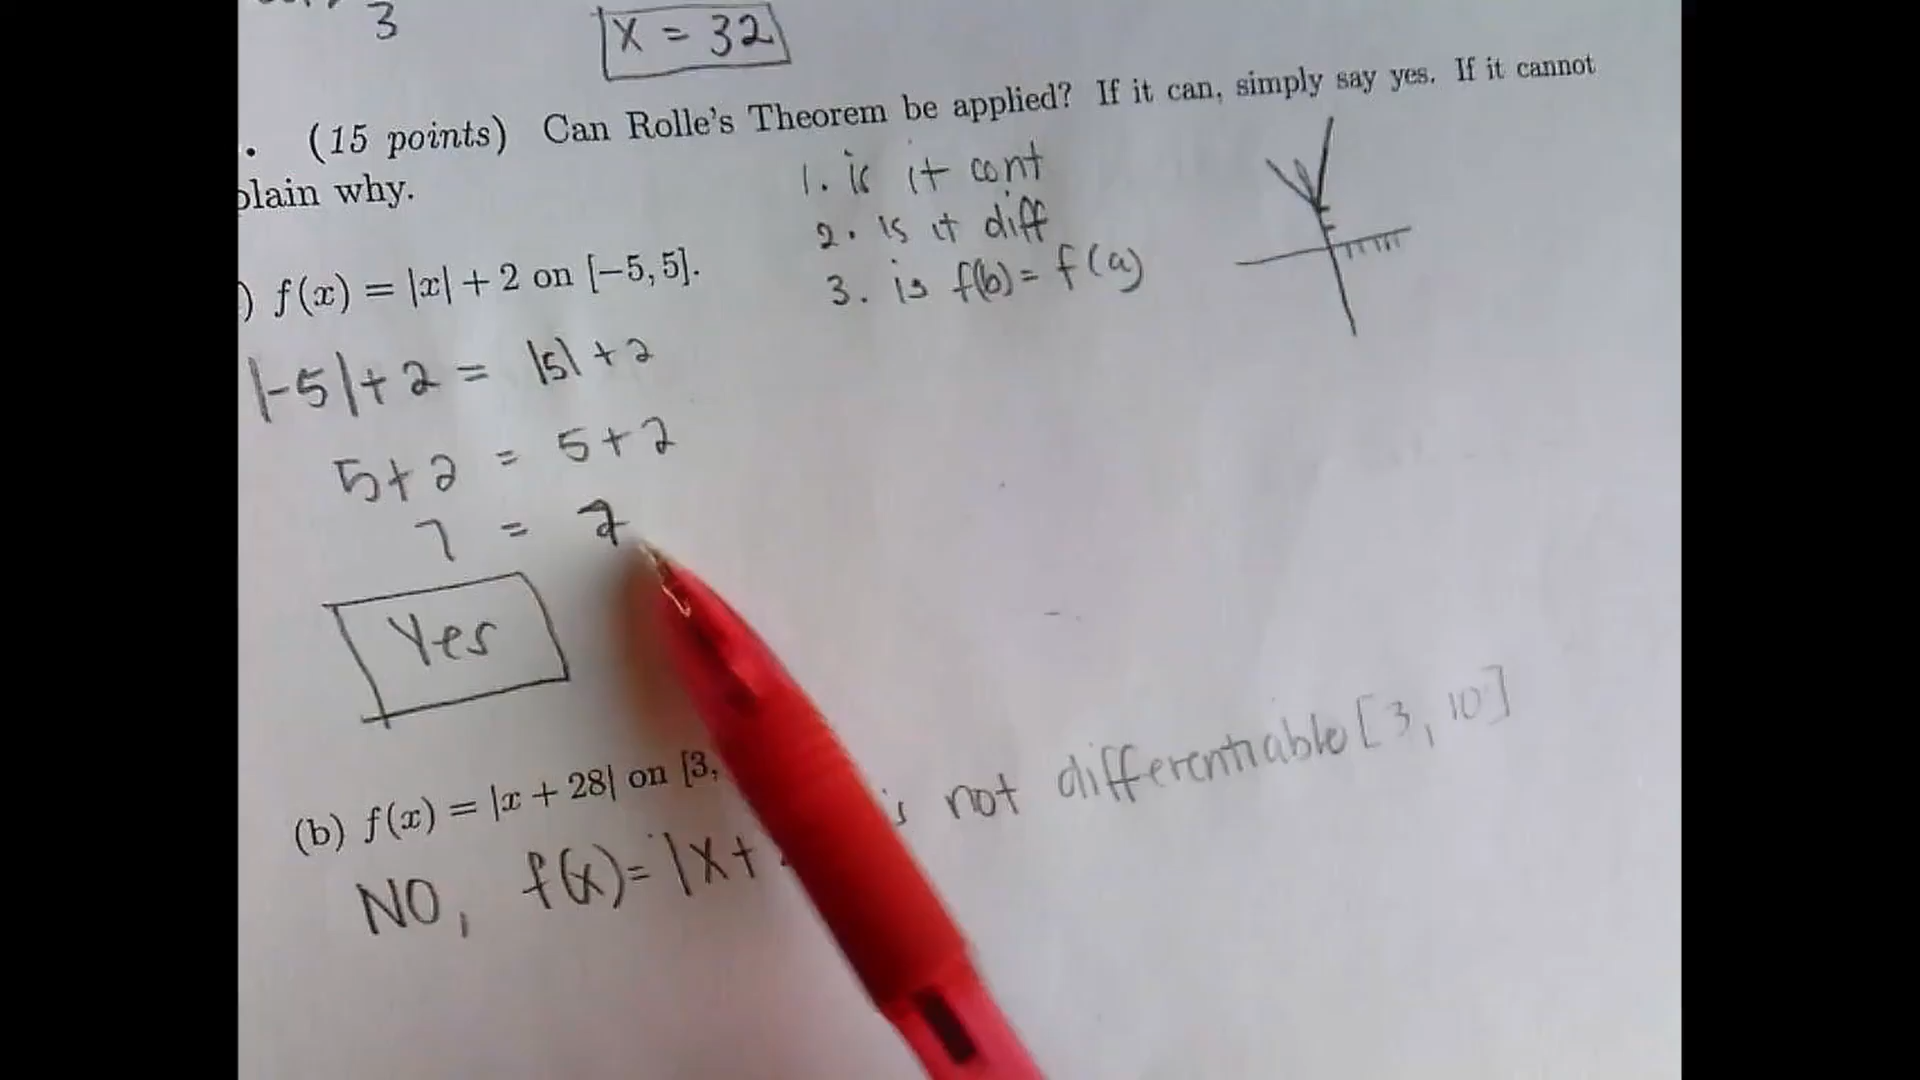 3
x = 32
. (15 points) Can Rolle's Theorem be applied? If it can, simply say yes. If it cannot
plain why.
1. is it cont
2. is it diff
3. is f(b) = f(a)
) f(x) = |x| + 2 on [−5, 5].
|-5| + 2 = |5| + 2
5 + 2 = 5 + 2
7 = 7
Yes
(b) f(x) = |x + 28| on [3,
NO, f(x) = |x + is not differentiable [3, 10]